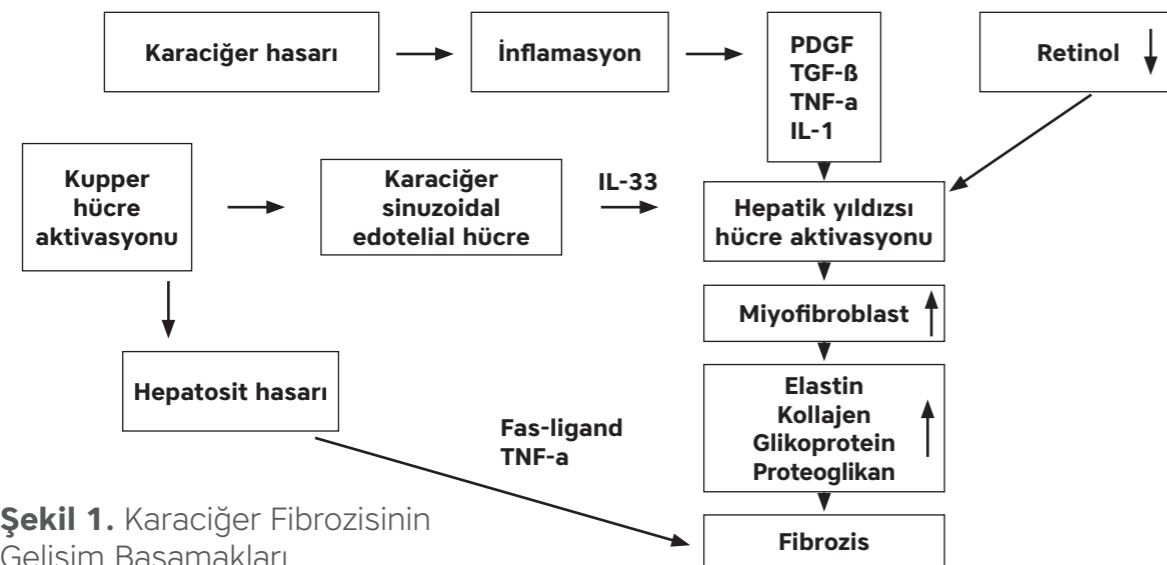 Karaciğer hasarı
İnflamasyon
PDGF
TGF-ß
TNF-a
IL-1
Retinol
Kupper
hücre
aktivasyonu
Karaciğer
sinuzoidal
edotelial hücre
IL-33
Hepatik yıldızsı
hücre aktivasyonu
Miyofibroblast
Hepatosit hasarı
Elastin
Kollajen
Glikoprotein
Proteoglikan
Fas-ligand
TNF-a
Fibrozis
Şekil 1. Karaciğer Fibrozisinin
Gelişim Basamakları